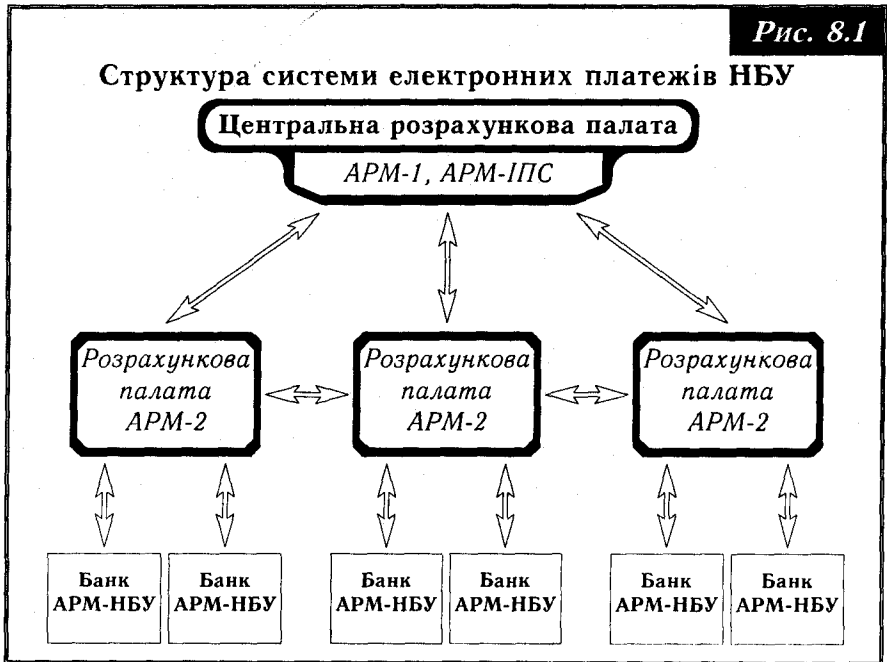 Рис. 8.1
Структура системи електронних платежів НБУ
Центральна розрахункова палата
АРМ-1, АРМ-ІПС
Розрахункова
палата
АРМ-2
Розрахункова
палата
АРМ-2
Розрахункова
палата
АРМ-2
Банк
АРМ-НБУ
Банк
АРМ-НБУ
Банк
АРМ-НБУ
Банк
АРМ-НБУ
Банк
АРМ-НБУ
Банк
АРМ-НБУ